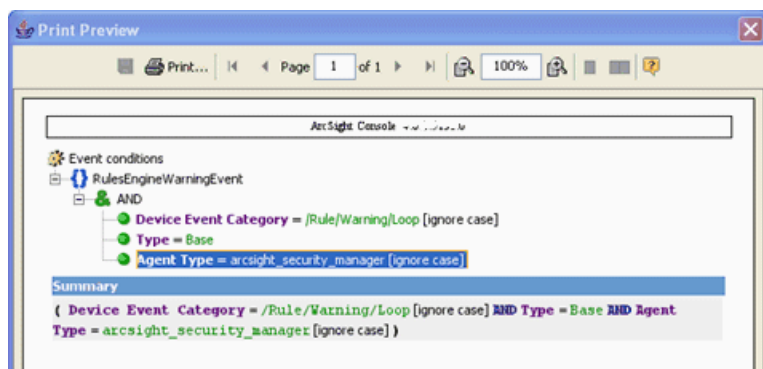 Print Preview
Print... Page 1 of 1 100%
ArcSight Console
Event conditions
RulesEngineWarningEvent
& AND
Device Event Category = /Rule/Warning/Loop [ignore case]
Type = Base
Agent Type = arcsight_security_manager [ignore case]
Summary
( Device Event Category = /Rule/Warning/Loop [ignore case] AND Type = Base AND Agent
Type = arcsight_security_manager [ignore case] )